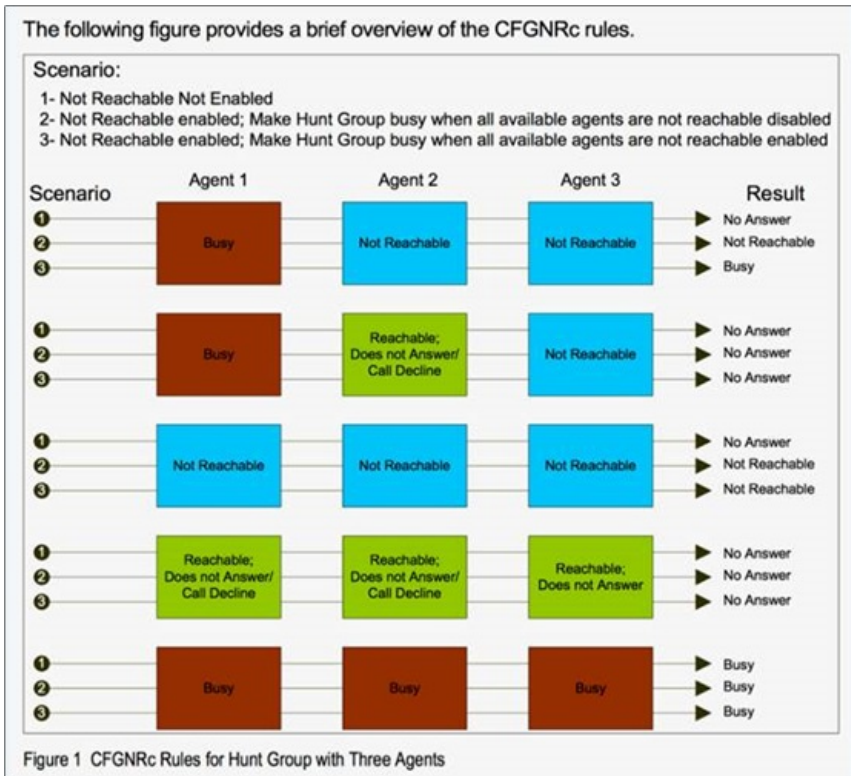 The following figure provides a brief overview of the CFGNRc rules.
Scenario:
1- Not Reachable Not Enabled
2- Not Reachable enabled; Make Hunt Group busy when all available agents are not reachable disabled
3- Not Reachable enabled; Make Hunt Group busy when all available agents are not reachable enabled
Scenario
Agent 1
Agent 2
Agent 3
Result
1
2
3
Busy
Not Reachable
Not Reachable
No Answer
Not Reachable
Busy
1
2
3
Busy
Reachable;
Does not Answer/
Call Decline
Not Reachable
No Answer
No Answer
No Answer
1
2
3
Not Reachable
Not Reachable
Not Reachable
No Answer
Not Reachable
Not Reachable
1
2
3
Reachable;
Does not Answer/
Call Decline
Reachable;
Does not Answer/
Call Decline
Reachable;
Does not Answer
No Answer
No Answer
No Answer
1
2
3
Busy
Busy
Busy
Busy
Busy
Busy
Figure 1 CFGNRc Rules for Hunt Group with Three Agents